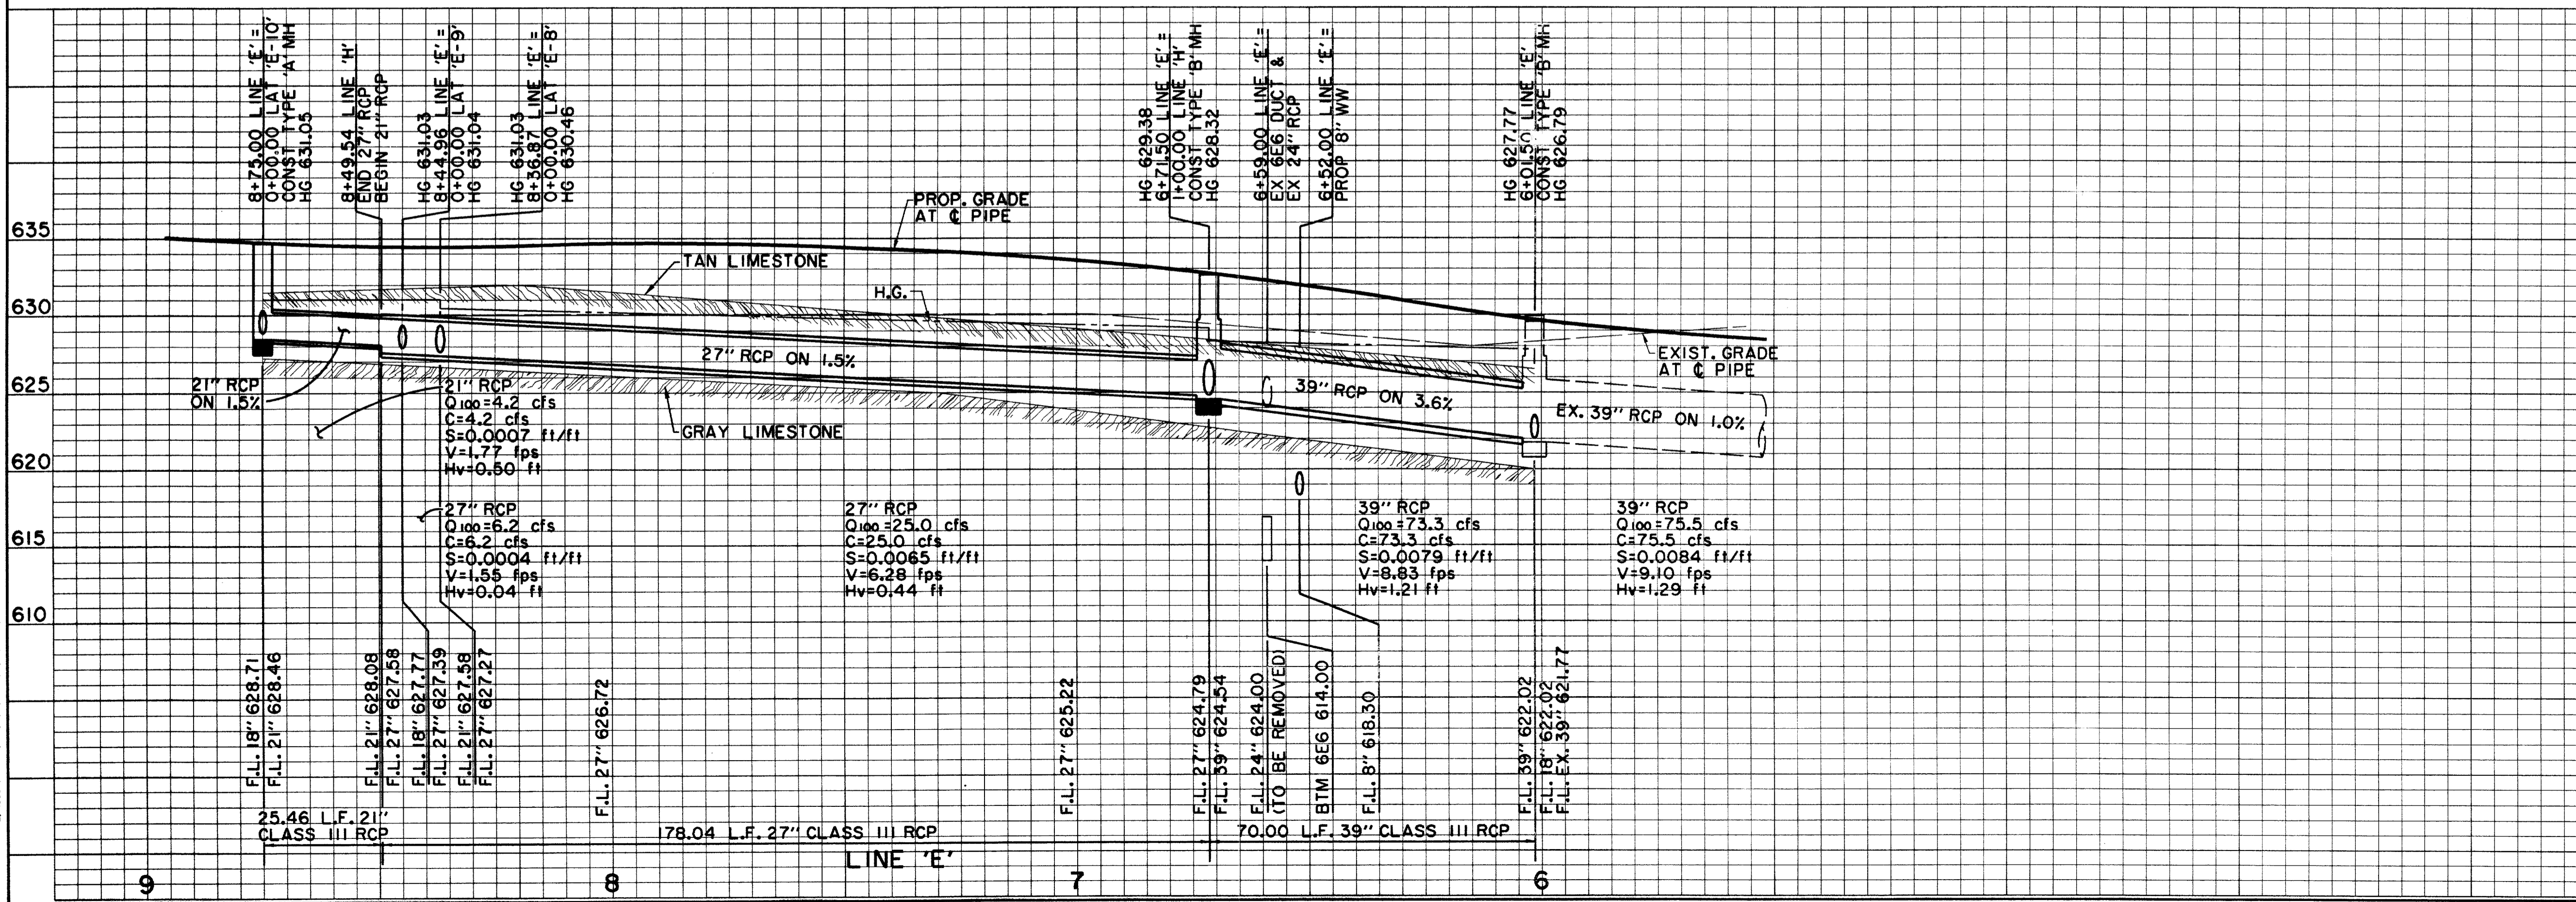 8+75.00 LINE 'E' =
0+00.00 LAT 'E-10'
CONST TYPE 'A' MH
HG 631.05
8+49.54 LINE 'H'
END 27" RCP
BEGIN 21" RCP
HG 631.03
8+44.96 LINE 'E' =
0+00.00 LAT 'E-9'
HG 631.04
HG 631.03
8+36.87 LINE 'E' =
0+00.00 LAT 'E-8'
HG 630.46
HG 629.38
6+71.50 LINE 'E' =
1+00.00 LINE 'H'
CONST TYPE 'B' MH
HG 628.32
6+59.00 LINE 'E' =
EX 6E6 DUCT &
EX 24" RCP
6+52.00 LINE 'E' =
PROP 8" WW
HG 627.77
6+01.50 LINE 'E'
CONST TYPE 'B' MH
HG 626.79
635
630
625
620
615
610
PROP. GRADE
AT ℄ PIPE
TAN LIMESTONE
H.G.
27" RCP ON 1.5%
21" RCP
ON 1.5%
GRAY LIMESTONE
39" RCP ON 3.6%
EX. 39" RCP ON 1.0%
EXIST. GRADE
AT ℄ PIPE
21" RCP
Q100=4.2 cfs
C=4.2 cfs
S=0.0007 ft/ft
V=1.77 fps
Hv=0.50 ft
27" RCP
Q100=6.2 cfs
C=6.2 cfs
S=0.0004 ft/ft
V=1.55 fps
Hv=0.04 ft
27" RCP
Q100=25.0 cfs
C=25.0 cfs
S=0.0065 ft/ft
V=6.28 fps
Hv=0.44 ft
39" RCP
Q100=73.3 cfs
C=73.3 cfs
S=0.0079 ft/ft
V=8.83 fps
Hv=1.21 ft
39" RCP
Q100=75.5 cfs
C=75.5 cfs
S=0.0084 ft/ft
V=9.10 fps
Hv=1.29 ft
F.L. 18" 628.71
F.L. 21" 628.46
F.L. 21" 628.08
F.L. 27" 627.58
F.L. 18" 627.77
F.L. 27" 627.39
F.L. 21" 627.58
F.L. 27" 627.27
F.L. 27" 626.72
F.L. 27" 625.22
F.L. 27" 624.79
F.L. 39" 624.54
F.L. 24" 624.00
(TO BE REMOVED)
BTM 6E6 614.00
F.L. 8" 618.30
F.L. 39" 622.02
F.L. 18" 622.02
F.L. EX. 39" 621.77
25.46 L.F. 21"
CLASS III RCP
178.04 L.F. 27" CLASS III RCP
70.00 L.F. 39" CLASS III RCP
LINE 'E'
9
8
7
6